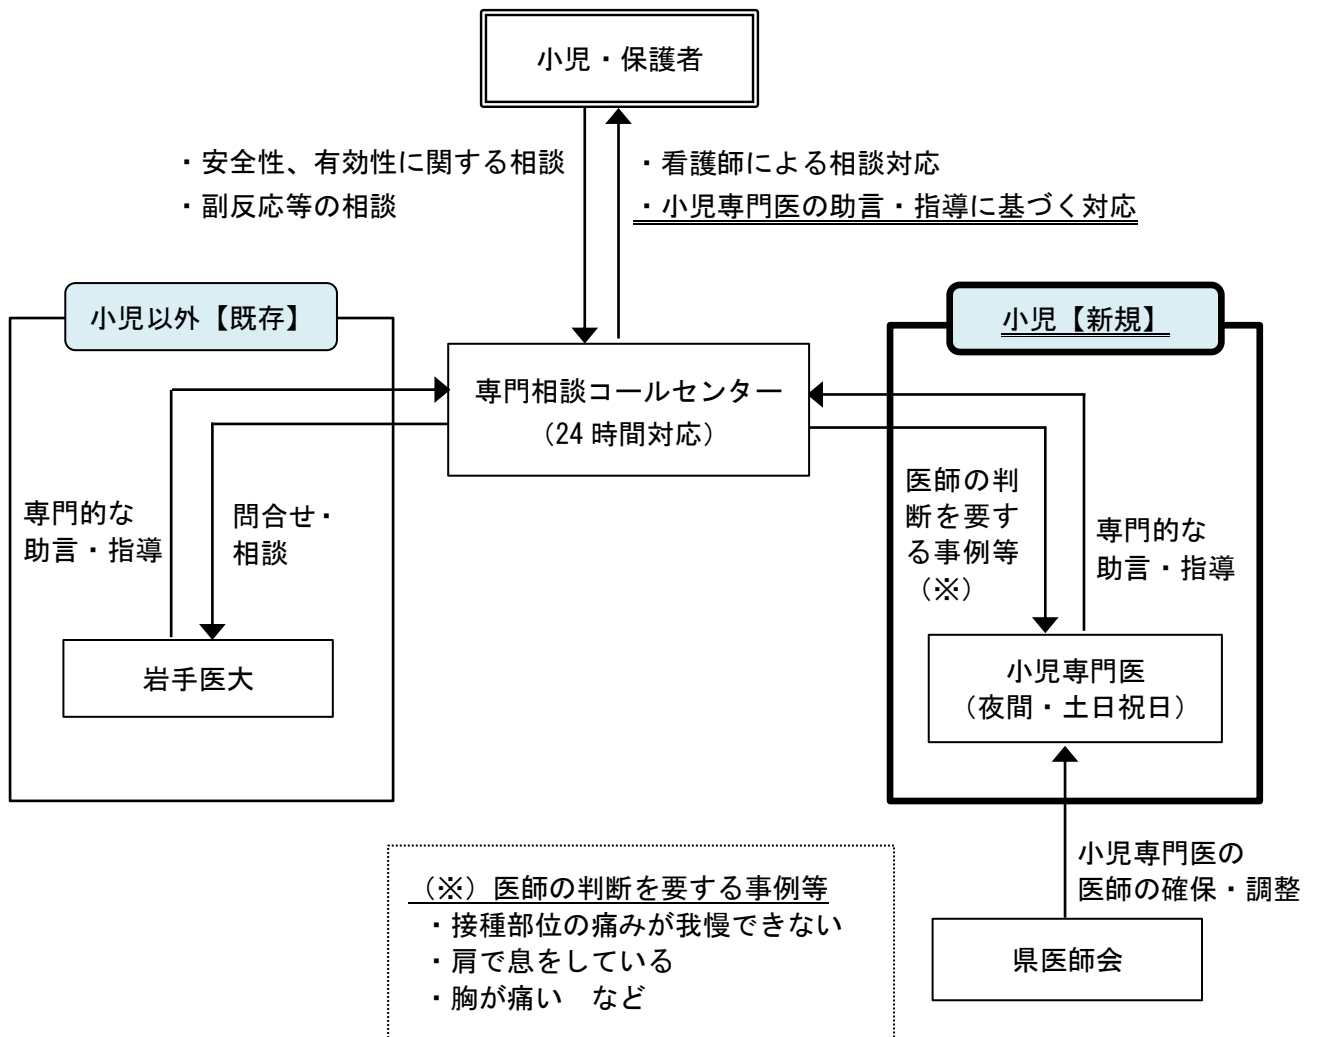 小児・保護者
・安全性、有効性に関する相談
・副反応等の相談
・看護師による相談対応
・小児専門医の助言・指導に基づく対応
小児以外【既存】
小児【新規】
専門相談コールセンター
（24 時間対応）
専門的な
助言・指導
問合せ・
相談
医師の判
断を要す
る事例等
（※）
専門的な
助言・指導
岩手医大
小児専門医
（夜間・土日祝日）
小児専門医の
医師の確保・調整
県医師会
（※）医師の判断を要する事例等
・接種部位の痛みが我慢できない
・肩で息をしている
・胸が痛い　など